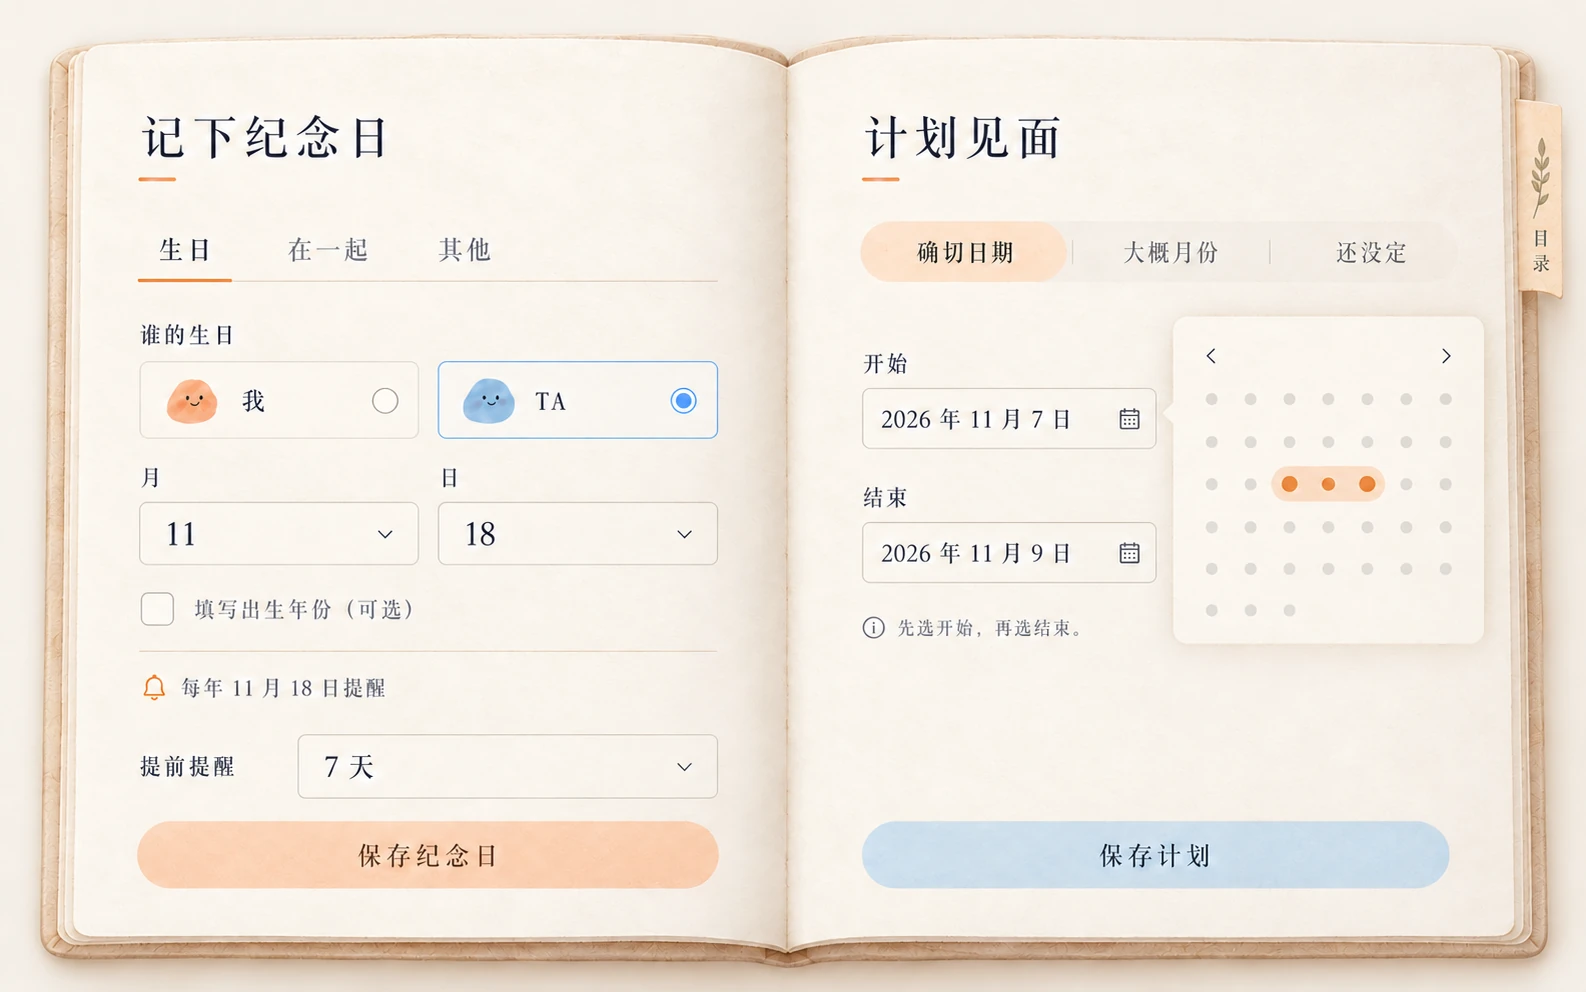 记下纪念日
生日 在一起 其他
谁的生日
我 TA
月 日
11 18
填写出生年份（可选）
每年 11 月 18 日提醒
提前提醒 7 天
保存纪念日
计划见面
确切日期 大概月份 还没定
开始
2026 年 11 月 7 日
结束
2026 年 11 月 9 日
先选开始，再选结束。
保存计划
目录